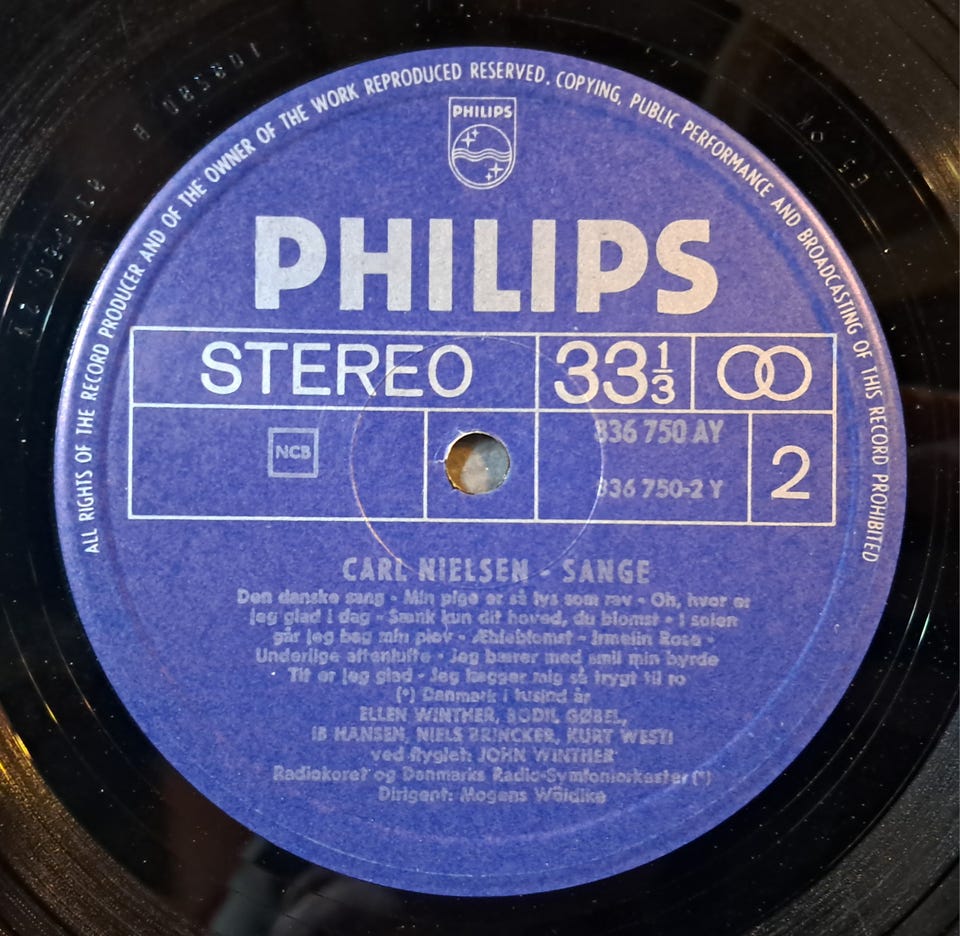 ALL RIGHTS OF THE RECORD PRODUCER AND OF THE OWNER OF THE WORK REPRODUCED RESERVED. COPYING, PUBLIC PERFORMANCE AND BROADCASTING OF THIS RECORD PROHIBITED
PHILIPS
PHILIPS
STEREO 33 1/3
NCB 836 750 AY 2
836 750-2 Y
CARL NIELSEN - SANGE
Den danske sang - Min pige er så lys som rav - Oh, hvor er
jeg glad i dag - Sænk kun dit hoved, du blomst - I solen
går jeg bag min plov - Æbleblomst - Irmelin Rose -
Underlige aftenlufte - Jeg bærer med smil min byrde
Tit er jeg glad - Jeg lægger mig så trygt til ro
(*) Danmark i tusind år
ELLEN WINTHER, BODIL GØBEL,
IB HANSEN, NIELS BRINCKER, KURT WESTI
ved flyglet: JOHN WINTHER
Radiokoret og Danmarks Radio-Symfoniorkester (*)
Dirigent: Mogens Wöldike